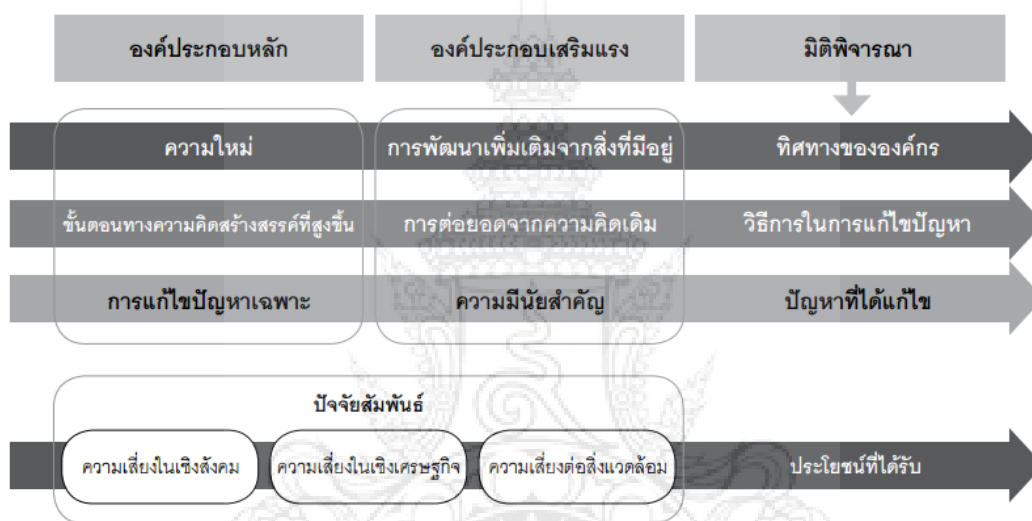 องค์ประกอบหลัก องค์ประกอบเสริมแรง มิติพิจารณา
ความใหม่ การพัฒนาเพิ่มเติมจากสิ่งที่มีอยู่ ทิศทางขององค์กร
ขั้นตอนทางความคิดสร้างสรรค์ที่สูงขึ้น การต่อยอดจากความคิดเดิม วิธีการในการแก้ไขปัญหา
การแก้ไขปัญหาเฉพาะ ความมีนัยสำคัญ ปัญหาที่ได้แก้ไข
ปัจจัยสัมพันธ์
ความเสี่ยงในเชิงสังคม ความเสี่ยงในเชิงเศรษฐกิจ ความเสี่ยงต่อสิ่งแวดล้อม ประโยชน์ที่ได้รับ